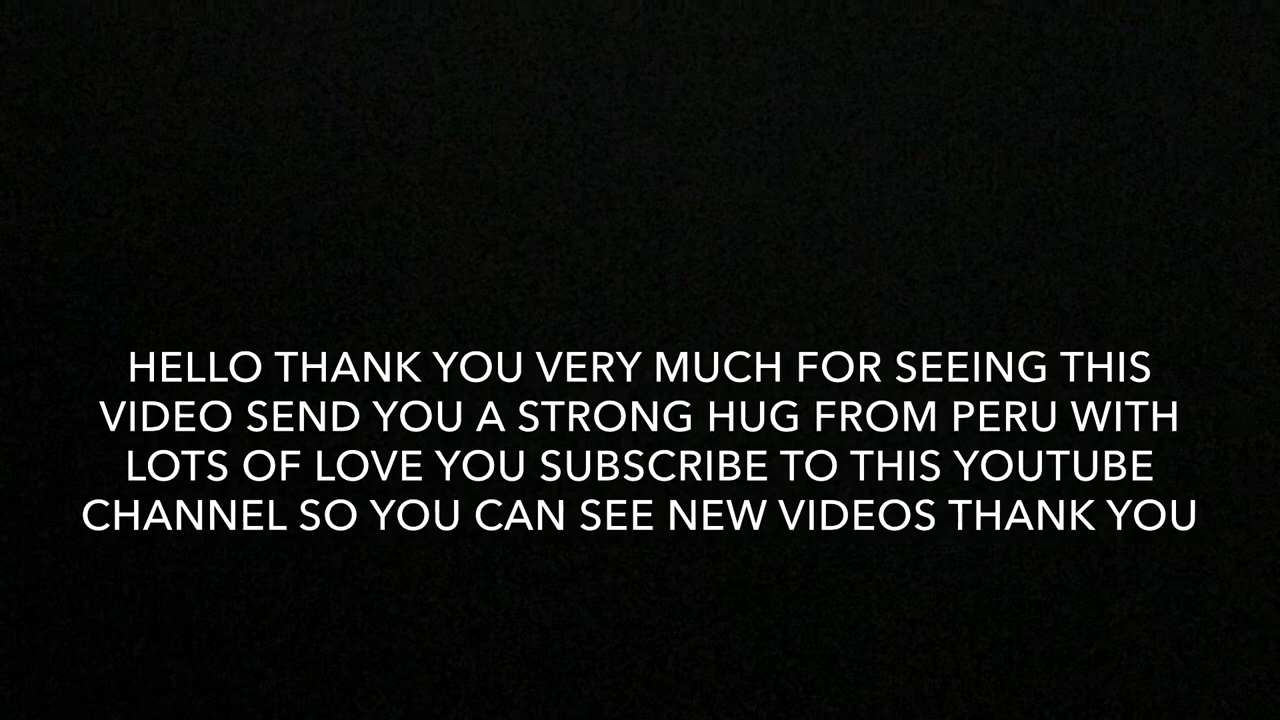 HELLO THANK YOU VERY MUCH FOR SEEING THIS
VIDEO SEND YOU A STRONG HUG FROM PERU WITH
LOTS OF LOVE YOU SUBSCRIBE TO THIS YOUTUBE
CHANNEL SO YOU CAN SEE NEW VIDEOS THANK YOU